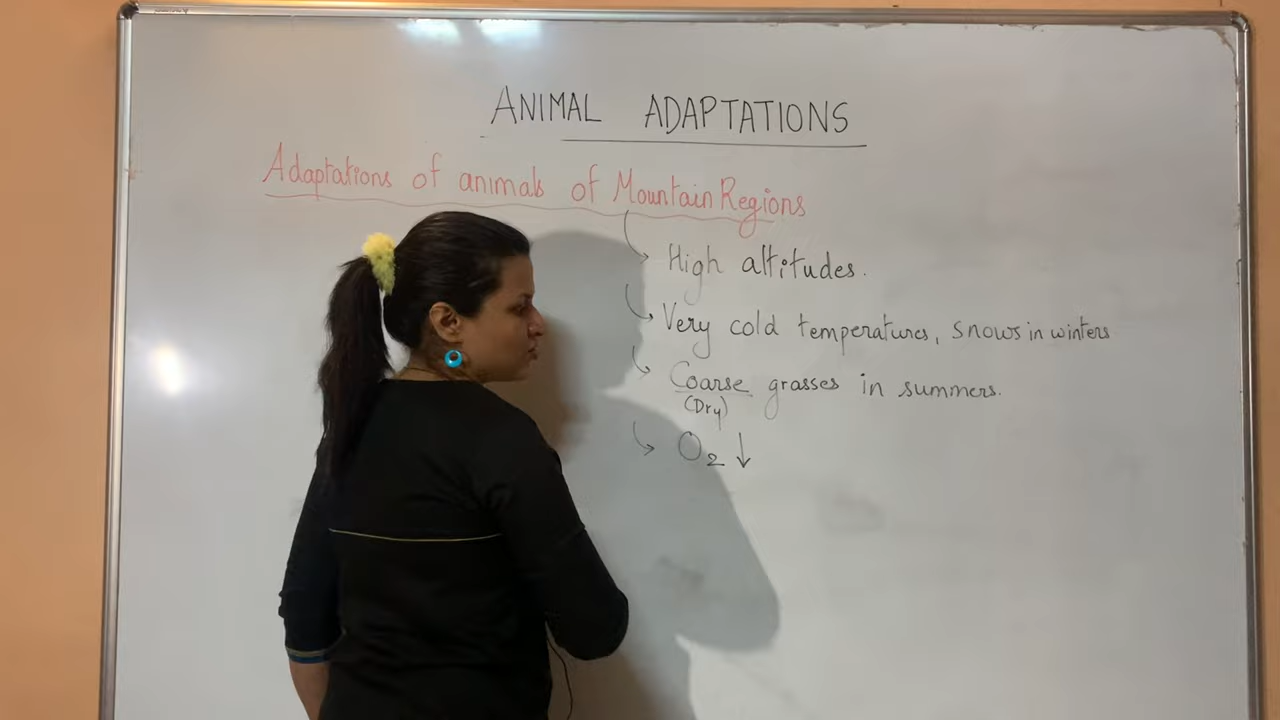 ANIMAL ADAPTATIONS
Adaptations of animals of Mountain Regions
High altitudes.
Very cold temperatures, snows in winters
Coarse grasses in summers.
(Dry)
O₂ ↓